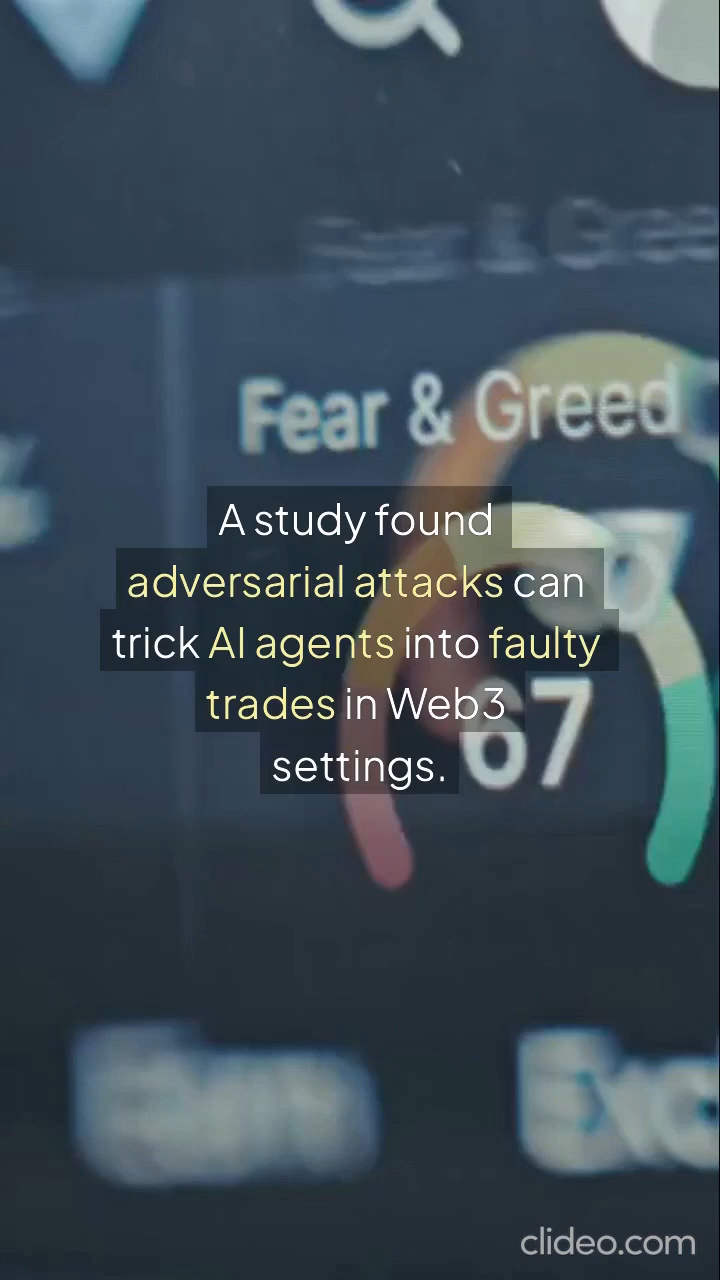 Fear & Greed
A study found
adversarial attacks can
trick AI agents into faulty
trades in Web3
67
settings.
clideo.com